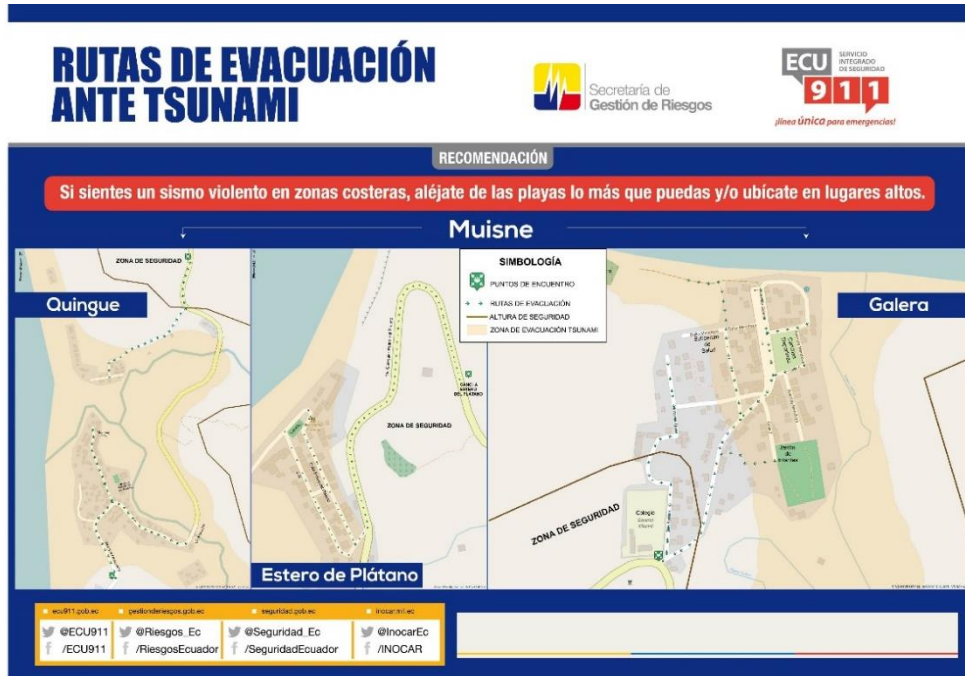 RUTAS DE EVACUACIÓN
ANTE TSUNAMI
Secretaría de
Gestión de Riesgos
ECU
911
SERVICIO
INTEGRADO
DE SEGURIDAD
¡línea única para emergencias!
RECOMENDACIÓN
Si sientes un sismo violento en zonas costeras, aléjate de las playas lo más que puedas y/o ubícate en lugares altos.
Muisne
ZONA DE SEGURIDAD
Quingue
SIMBOLOGÍA
PUNTOS DE ENCUENTRO
RUTAS DE EVACUACIÓN
ALTURA DE SEGURIDAD
ZONA DE EVACUACIÓN TSUNAMI
Galera
ZONA DE SEGURIDAD
Estero de Plátano
de
Salud
Colegio
ZONA DE SEGURIDAD
ecu911.gob.ec
gestionderiesgos.gob.ec
seguridad.gob.ec
inocar.mil.ec
@ECU911
@Riesgos_Ec
@Seguridad_Ec
@InocarEc
/ECU911
/RiesgosEcuador
/SeguridadEcuador
/INOCAR